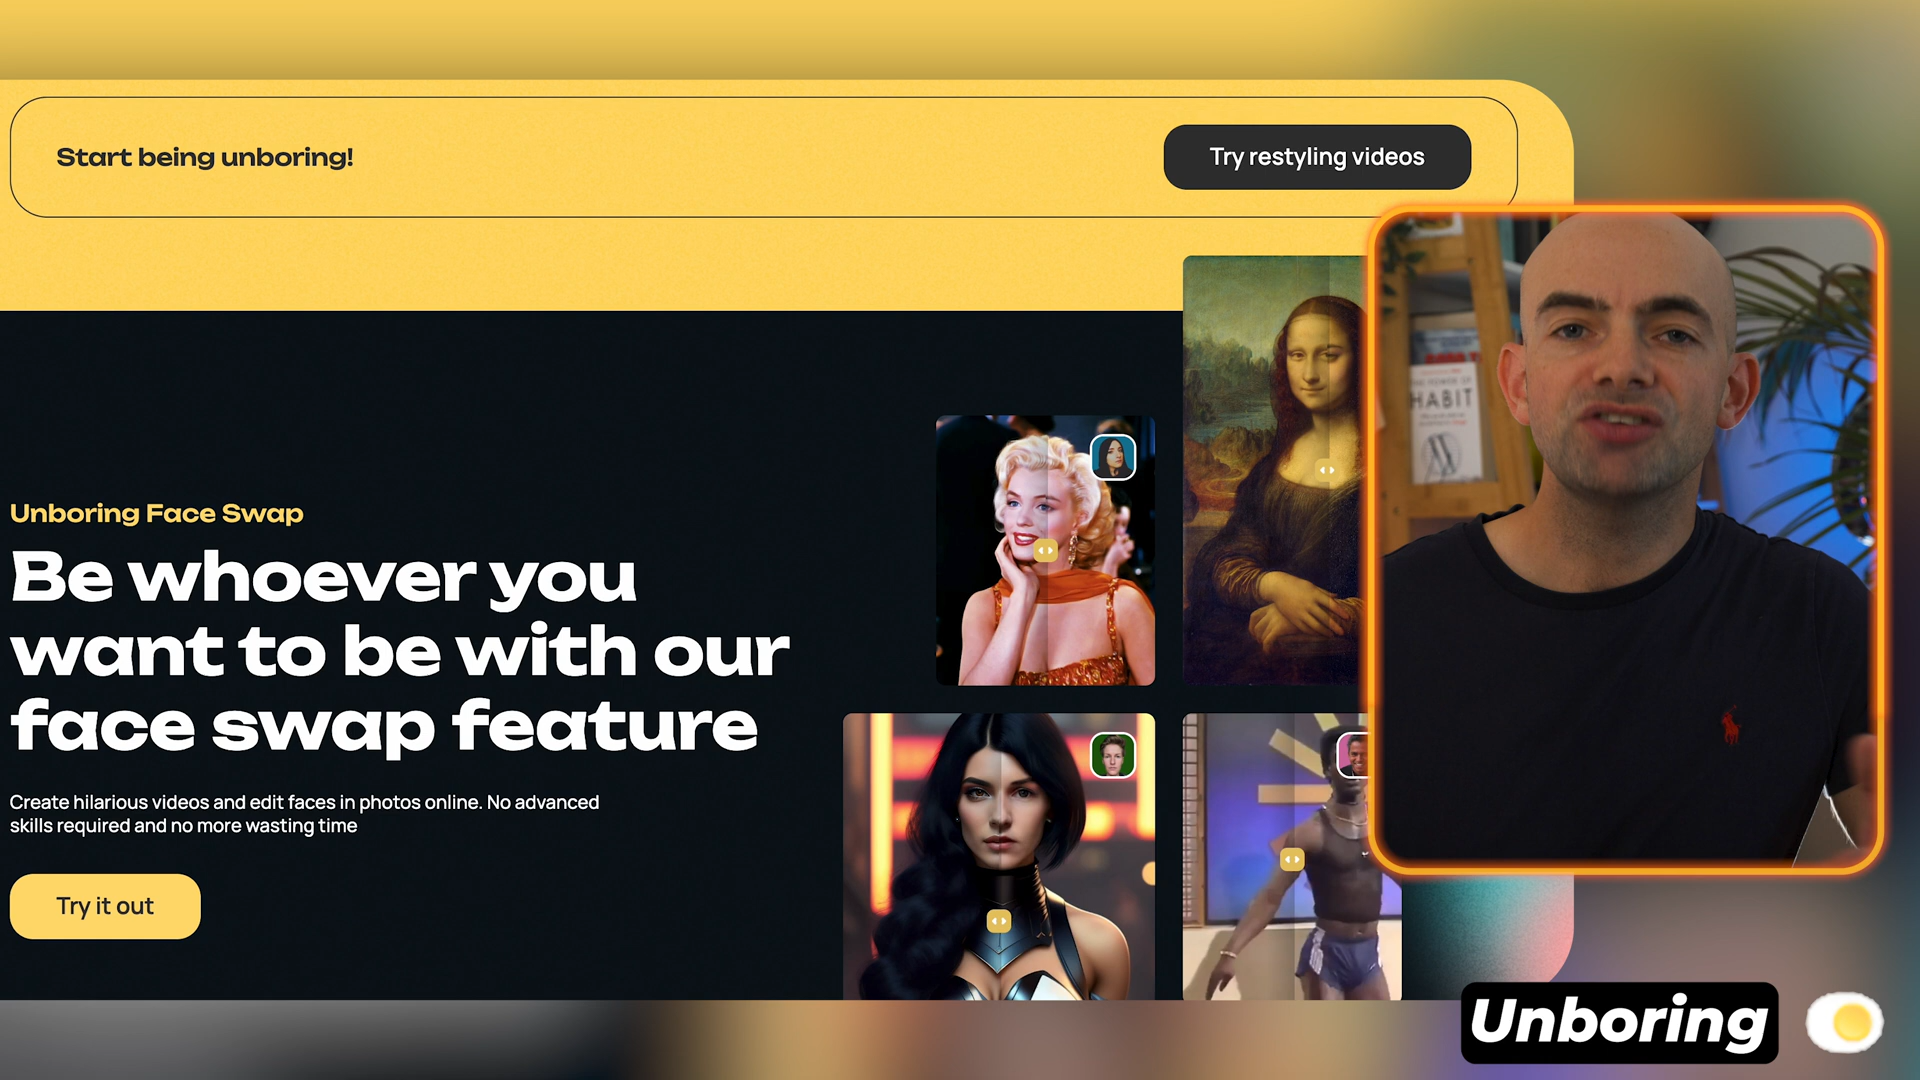 Start being unboring!
Try restyling videos
Unboring Face Swap
Be whoever you
want to be with our
face swap feature
Create hilarious videos and edit faces in photos online. No advanced
skills required and no more wasting time
Try it out
HABIT
Unboring